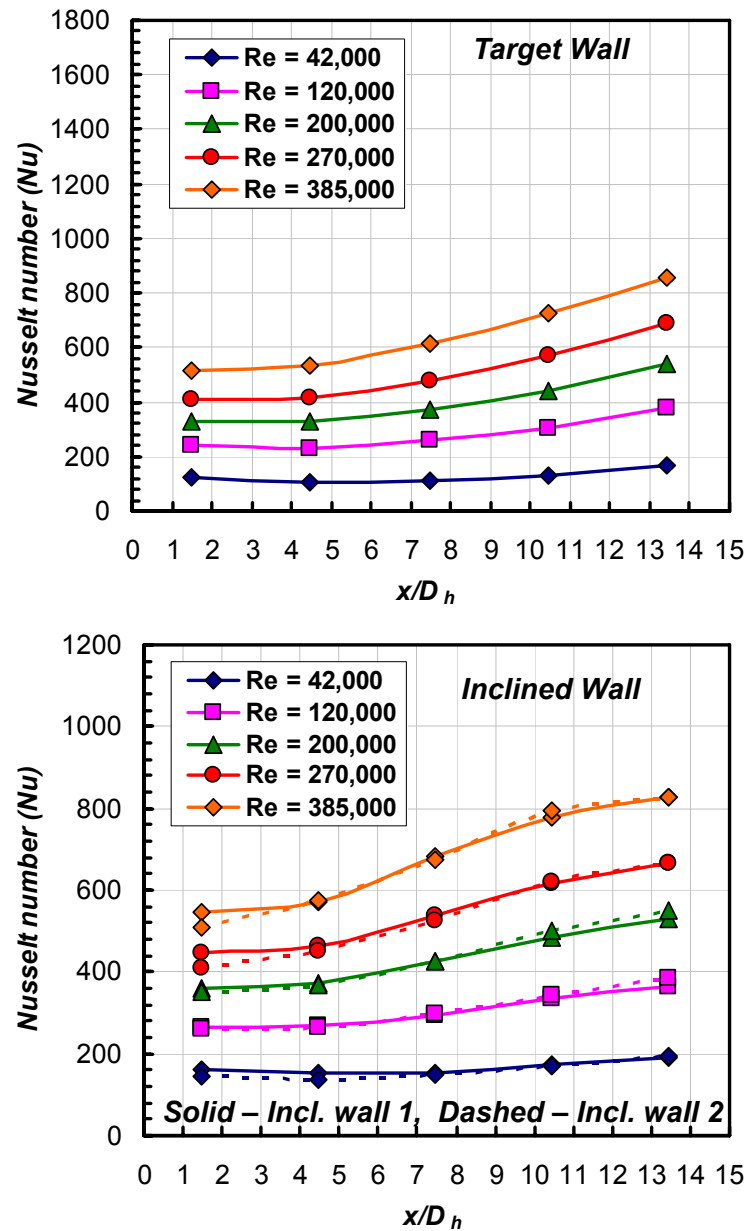 Target Wall
Re = 42,000
Re = 120,000
Re = 200,000
Re = 270,000
Re = 385,000
Nusselt number (Nu)
1800
1600
1400
1200
1000
800
600
400
200
0
0 1 2 3 4 5 6 7 8 9 10 11 12 13 14 15
x/D h
Inclined Wall
Re = 42,000
Re = 120,000
Re = 200,000
Re = 270,000
Re = 385,000
Nusselt number (Nu)
1200
1000
800
600
400
200
0
Solid – Incl. wall 1, Dashed – Incl. wall 2
0 1 2 3 4 5 6 7 8 9 10 11 12 13 14 15
x/D h